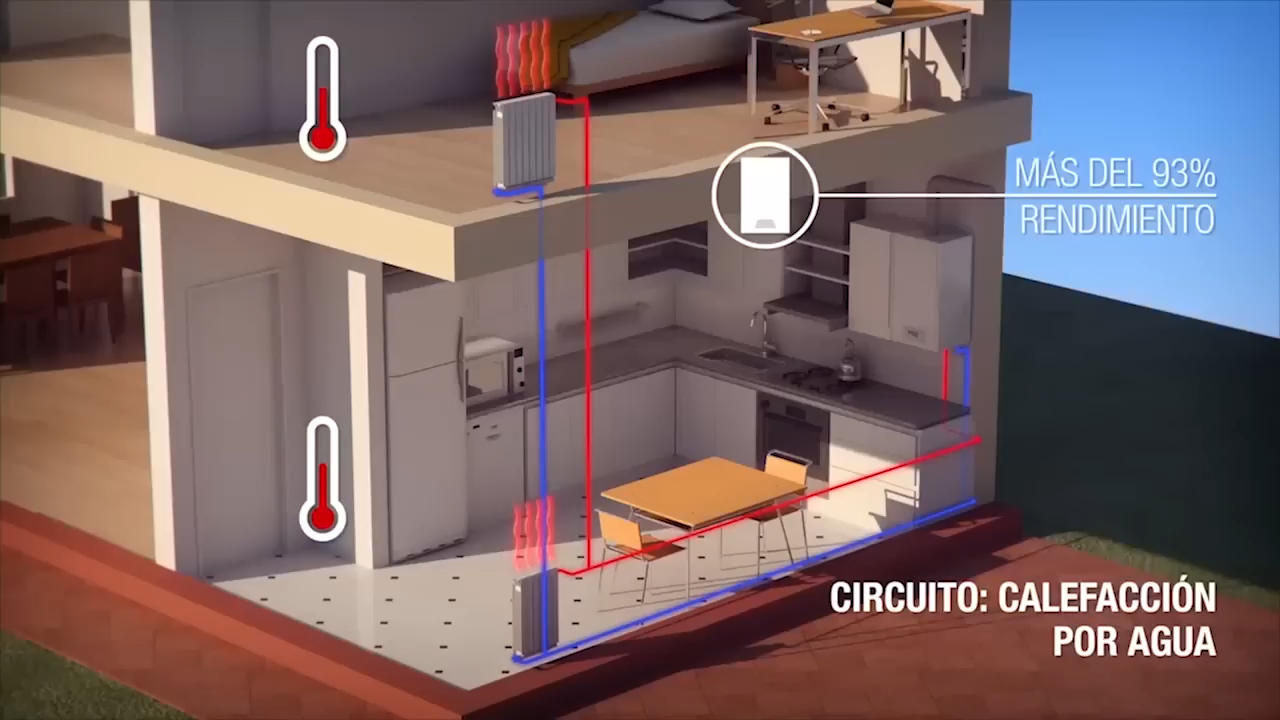 MÁS DEL 93%
RENDIMIENTO
CIRCUITO: CALEFACCIÓN
POR AGUA